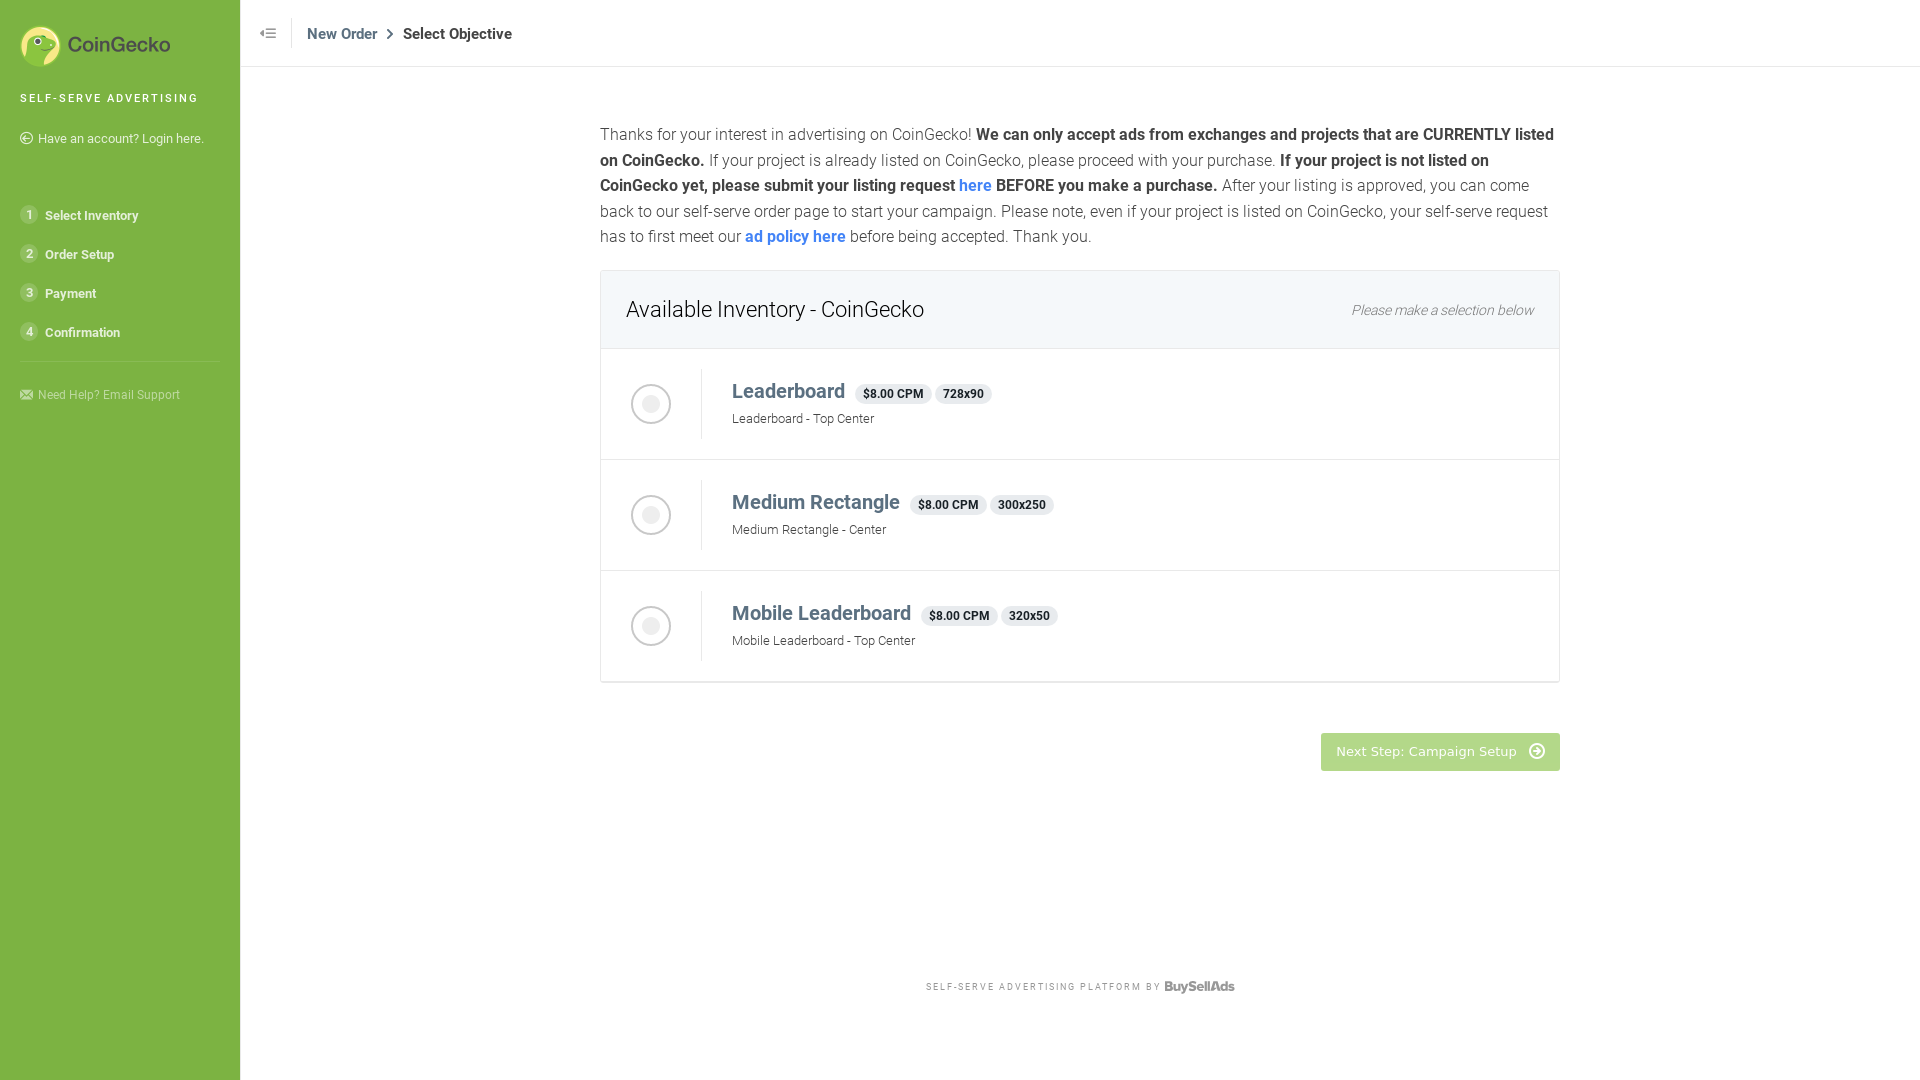 CoinGecko
SELF-SERVE ADVERTISING
Have an account? Login here.
1 Select Inventory
2 Order Setup
3 Payment
4 Confirmation
Need Help? Email Support
New Order > Select Objective
Thanks for your interest in advertising on CoinGecko! We can only accept ads from exchanges and projects that are CURRENTLY listed
on CoinGecko. If your project is already listed on CoinGecko, please proceed with your purchase. If your project is not listed on
CoinGecko yet, please submit your listing request here BEFORE you make a purchase. After your listing is approved, you can come
back to our self-serve order page to start your campaign. Please note, even if your project is listed on CoinGecko, your self-serve request
has to first meet our ad policy here before being accepted. Thank you.
Available Inventory - CoinGecko
Please make a selection below
Leaderboard $8.00 CPM 728x90
Leaderboard - Top Center
Medium Rectangle $8.00 CPM 300x250
Medium Rectangle - Center
Mobile Leaderboard $8.00 CPM 320x50
Mobile Leaderboard - Top Center
Next Step: Campaign Setup
SELF-SERVE ADVERTISING PLATFORM BY BuySellAds